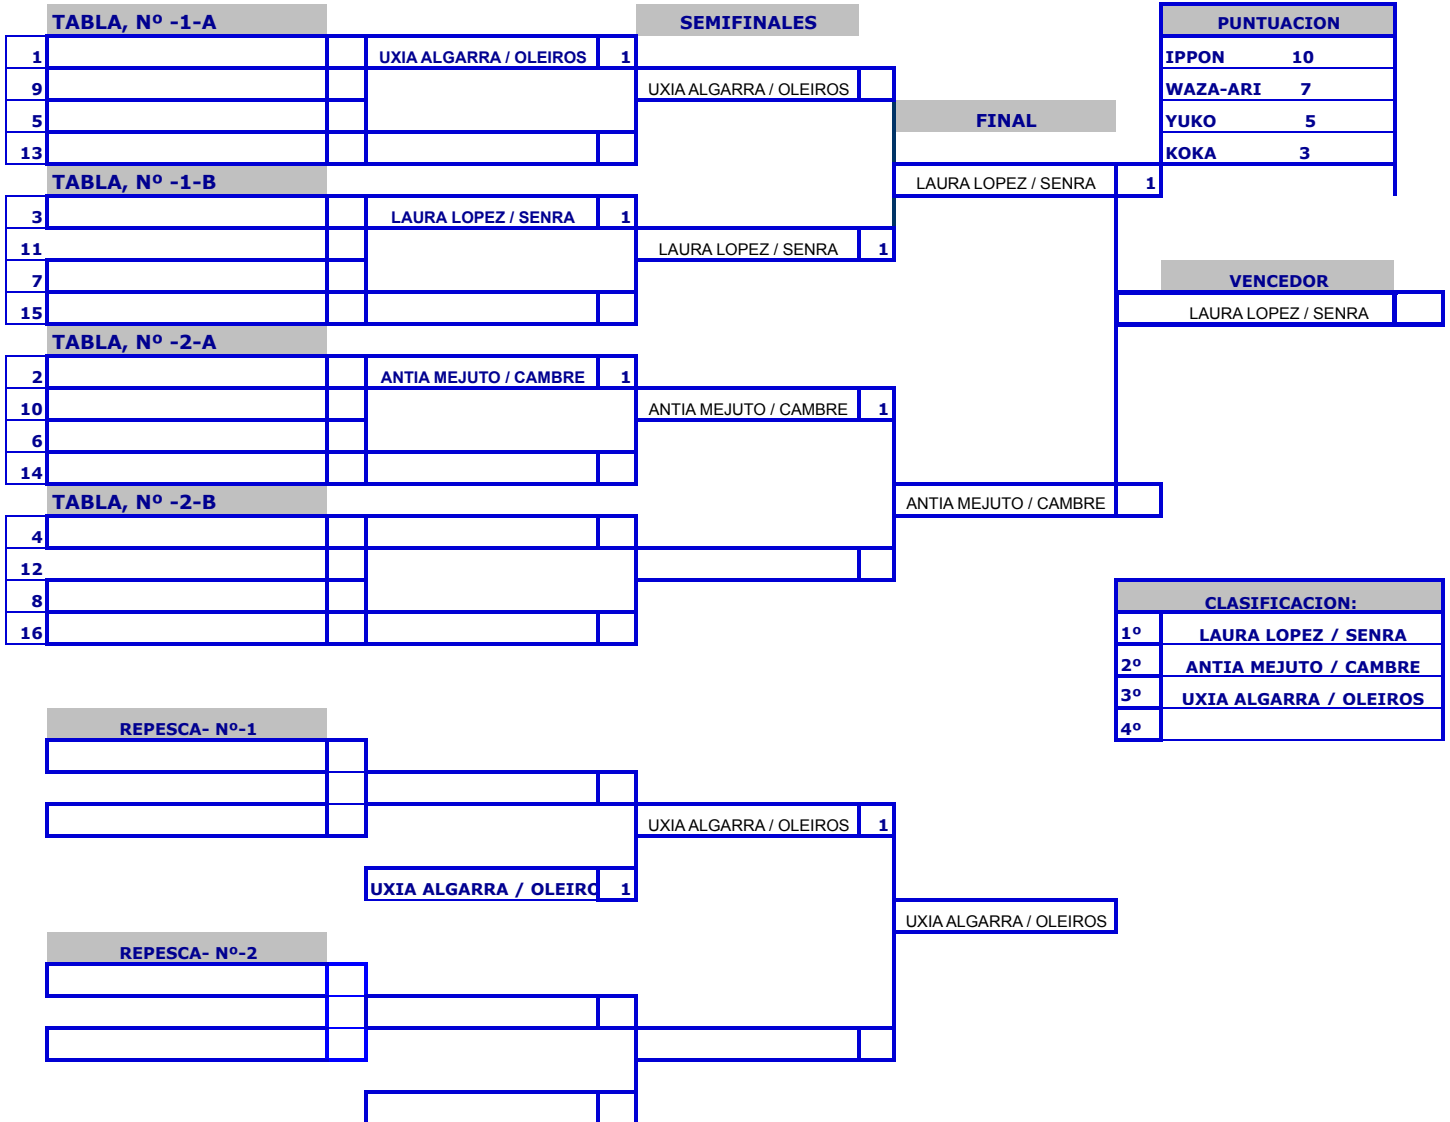 TABLA, Nº -1-A SEMIFINALES PUNTUACION
1 UXIA ALGARRA / OLEIROS 1 IPPON 10
9 UXIA ALGARRA / OLEIROS WAZA-ARI 7
5 FINAL YUKO 5
13 KOKA 3
TABLA, Nº -1-B LAURA LOPEZ / SENRA 1
3 LAURA LOPEZ / SENRA 1
11 LAURA LOPEZ / SENRA 1
7 VENCEDOR
15 LAURA LOPEZ / SENRA
TABLA, Nº -2-A
2 ANTIA MEJUTO / CAMBRE 1
10 ANTIA MEJUTO / CAMBRE 1
6
14
TABLA, Nº -2-B ANTIA MEJUTO / CAMBRE
4
12
8 CLASIFICACION:
16 1º LAURA LOPEZ / SENRA
2º ANTIA MEJUTO / CAMBRE
3º UXIA ALGARRA / OLEIROS
REPESCA- Nº-1 4º
UXIA ALGARRA / OLEIROS 1
UXIA ALGARRA / OLEIRO 1
UXIA ALGARRA / OLEIROS
REPESCA- Nº-2